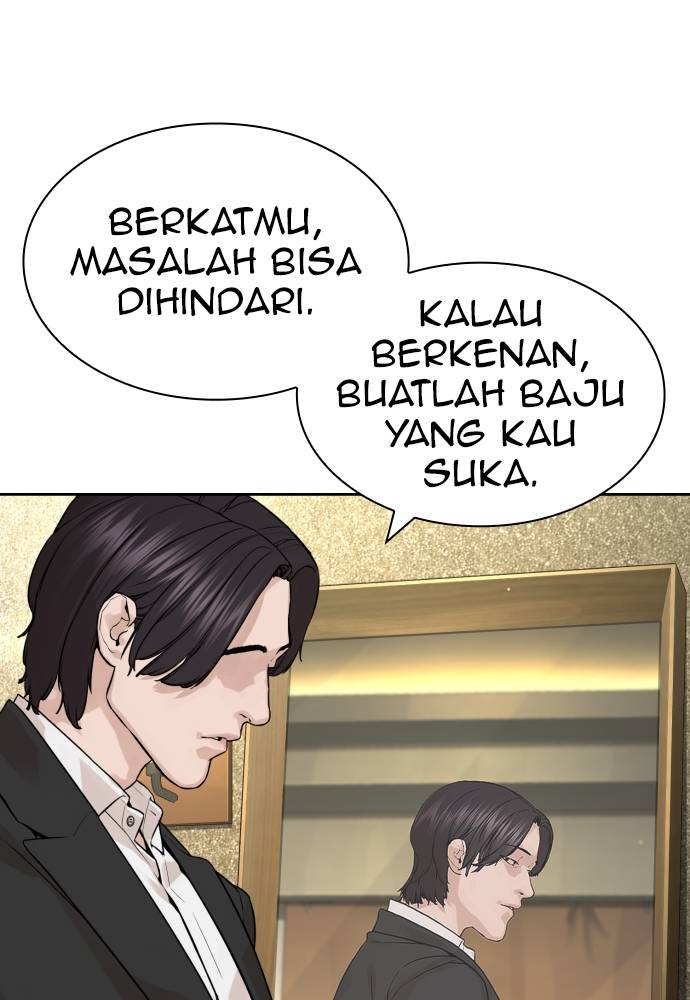 BERKATMU,
MASALAH BISA
DIHINDARI.
KALAU
BERKENAN,
BUATLAH BAJU
YANG KAU
SUKA.